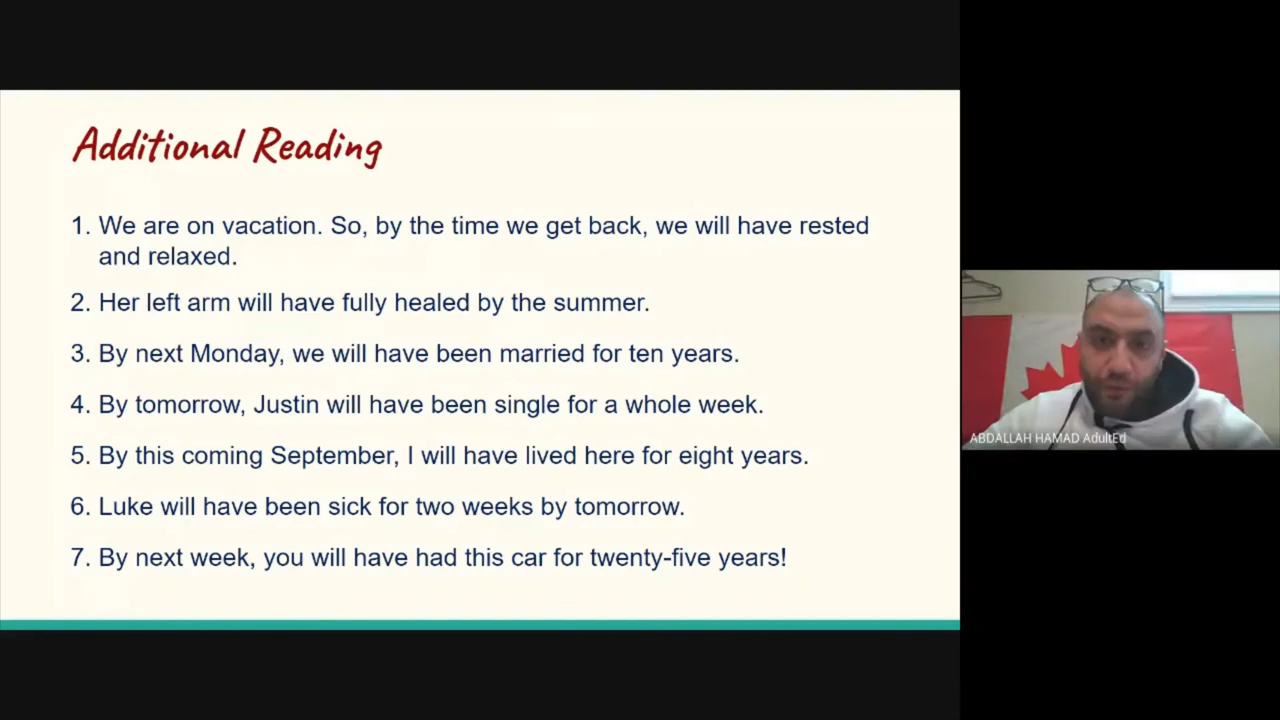 Additional Reading
1. We are on vacation. So, by the time we get back, we will have rested
and relaxed.
2. Her left arm will have fully healed by the summer.
3. By next Monday, we will have been married for ten years.
4. By tomorrow, Justin will have been single for a whole week.
5. By this coming September, I will have lived here for eight years.
6. Luke will have been sick for two weeks by tomorrow.
7. By next week, you will have had this car for twenty-five years!
ABDALLAH HAMAD AdultEd